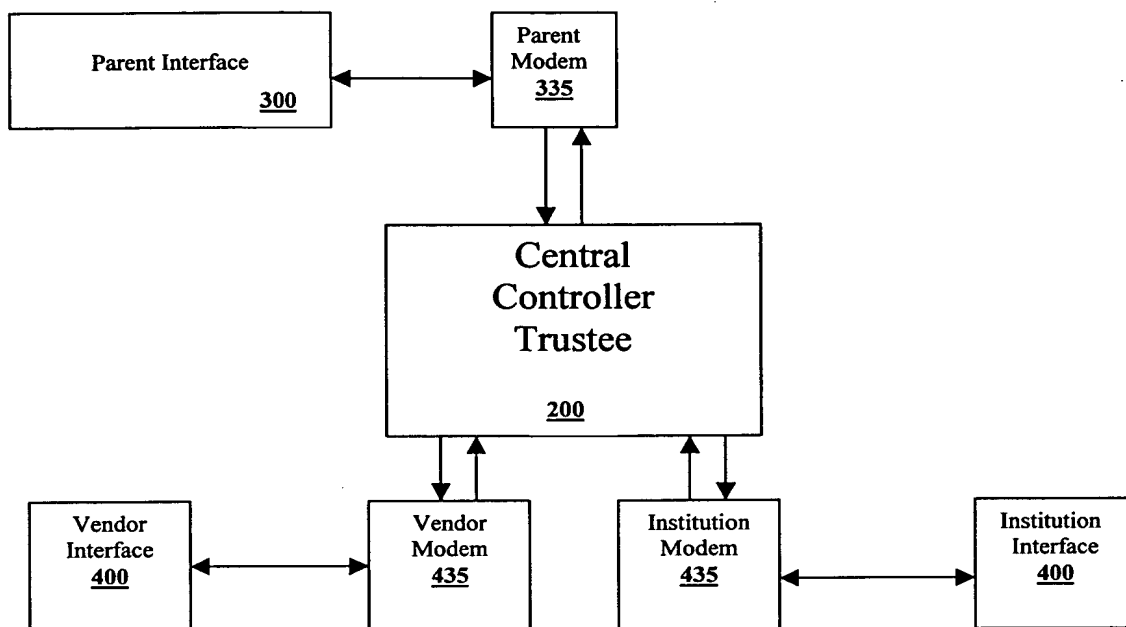 Parent Interface
300
Parent
Modem
335
Central
Controller
Trustee
200
Vendor
Interface
400
Vendor
Modem
435
Institution
Modem
435
Institution
Interface
400